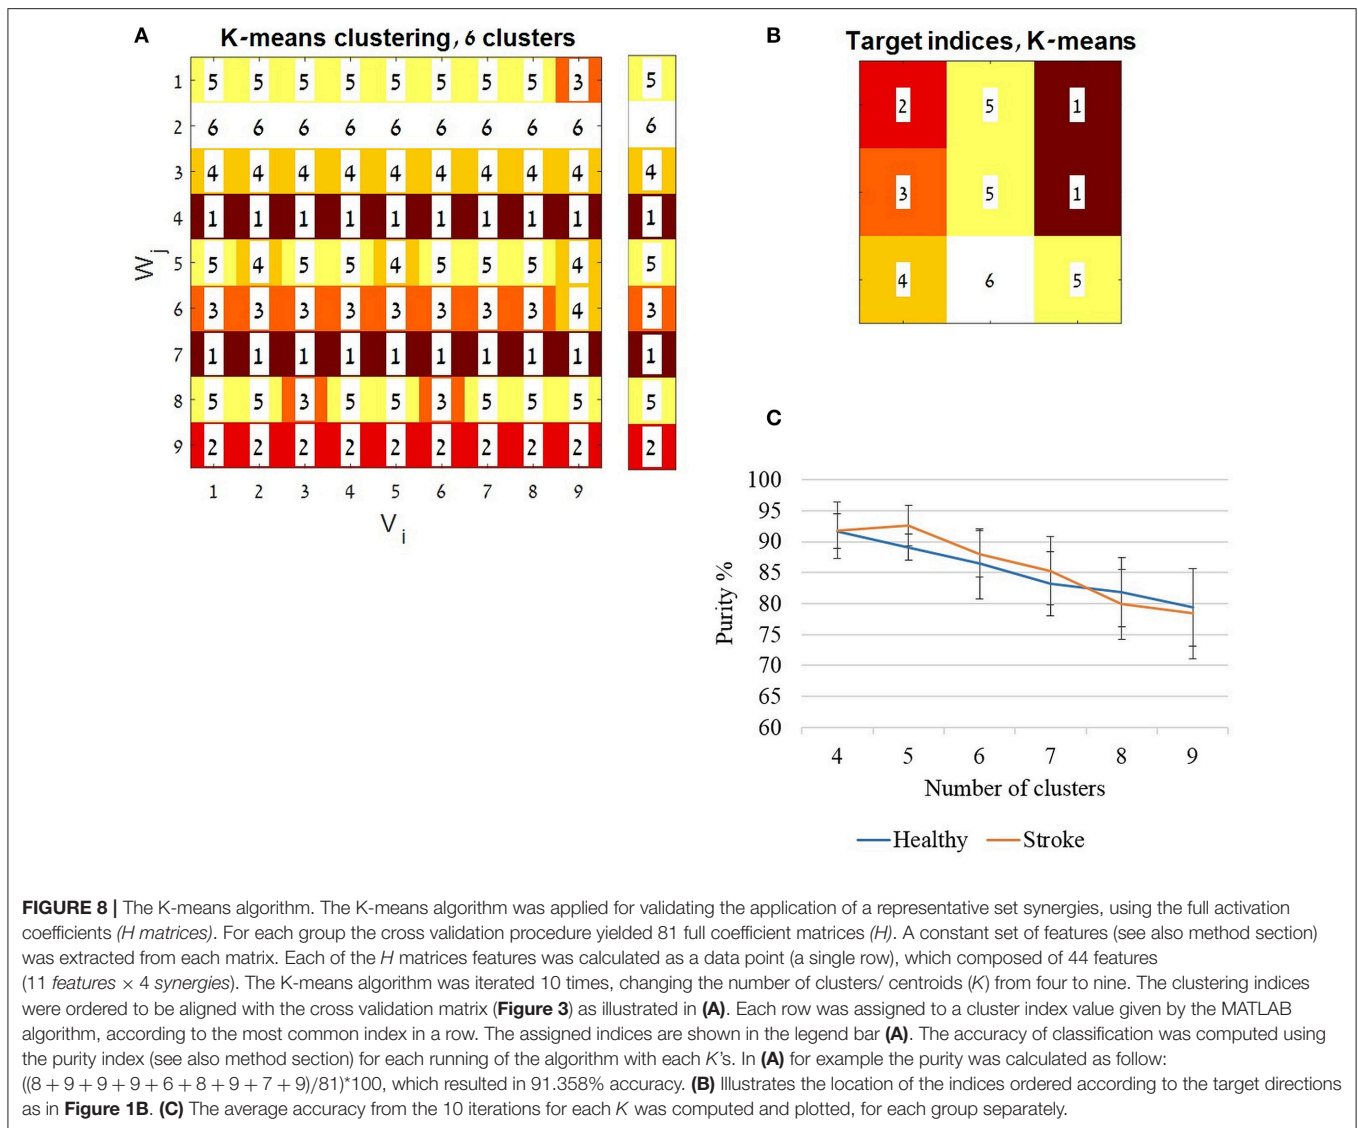 A
K-means clustering, 6 clusters
1 5 5 5 5 5 5 5 5 3 5
2 6 6 6 6 6 6 6 6 6 6
3 4 4 4 4 4 4 4 4 4 4
4 1 1 1 1 1 1 1 1 1 1
5 5 4 5 5 4 5 5 5 4 5
6 3 3 3 3 3 3 3 3 4 3
7 1 1 1 1 1 1 1 1 1 1
8 5 5 3 5 5 3 5 5 5 5
9 2 2 2 2 2 2 2 2 2 2
1 2 3 4 5 6 7 8 9
W j
V i
B
Target indices, K-means
2 5 1
3 5 1
4 6 5
C
100
95
90
85
80
75
70
65
60
Purity %
4 5 6 7 8 9
Number of clusters
Healthy Stroke
FIGURE 8 | The K-means algorithm. The K-means algorithm was applied for validating the application of a representative set synergies, using the full activation
coefficients (H matrices). For each group the cross validation procedure yielded 81 full coefficient matrices (H). A constant set of features (see also method section)
was extracted from each matrix. Each of the H matrices features was calculated as a data point (a single row), which composed of 44 features
(11 features × 4 synergies). The K-means algorithm was iterated 10 times, changing the number of clusters/ centroids (K) from four to nine. The clustering indices
were ordered to be aligned with the cross validation matrix (Figure 3) as illustrated in (A). Each row was assigned to a cluster index value given by the MATLAB
algorithm, according to the most common index in a row. The assigned indices are shown in the legend bar (A). The accuracy of classification was computed using
the purity index (see also method section) for each running of the algorithm with each K's. In (A) for example the purity was calculated as follow:
((8 + 9 + 9 + 9 + 6 + 8 + 9 + 7 + 9)/81)*100, which resulted in 91.358% accuracy. (B) Illustrates the location of the indices ordered according to the target directions
as in Figure 1B. (C) The average accuracy from the 10 iterations for each K was computed and plotted, for each group separately.